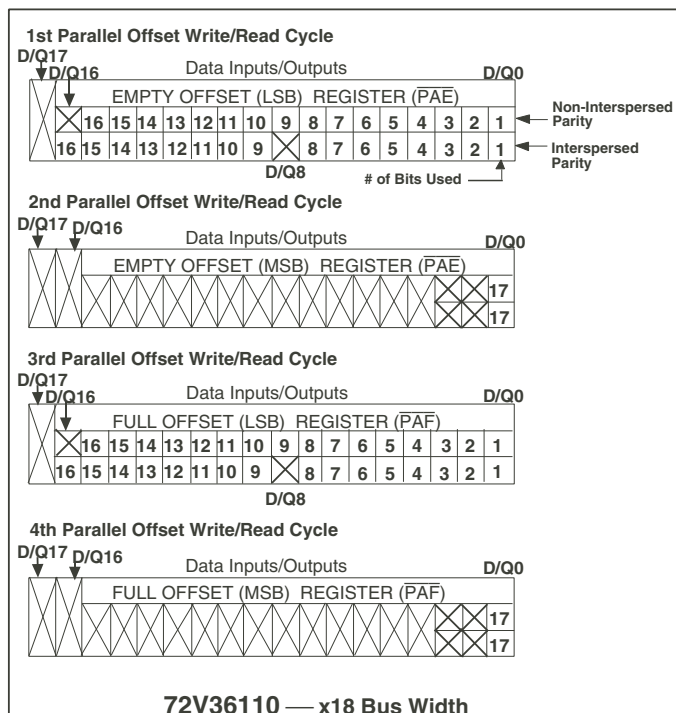 1st Parallel Offset Write/Read Cycle
D/Q17
D/Q16
Data Inputs/Outputs
D/Q0
EMPTY OFFSET (LSB) REGISTER (PAE)
16 15 14 13 12 11 10 9 8 7 6 5 4 3 2 1
Non-Interspersed
Parity
16 15 14 13 12 11 10 9 8 7 6 5 4 3 2 1
Interspersed
Parity
D/Q8
# of Bits Used
2nd Parallel Offset Write/Read Cycle
D/Q17
D/Q16
Data Inputs/Outputs
D/Q0
EMPTY OFFSET (MSB) REGISTER (PAE)
17
17
3rd Parallel Offset Write/Read Cycle
D/Q17
D/Q16
Data Inputs/Outputs
D/Q0
FULL OFFSET (LSB) REGISTER (PAF)
16 15 14 13 12 11 10 9 8 7 6 5 4 3 2 1
16 15 14 13 12 11 10 9 8 7 6 5 4 3 2 1
D/Q8
4th Parallel Offset Write/Read Cycle
D/Q17
D/Q16
Data Inputs/Outputs
D/Q0
FULL OFFSET (MSB) REGISTER (PAF)
17
17
72V36110 — x18 Bus Width